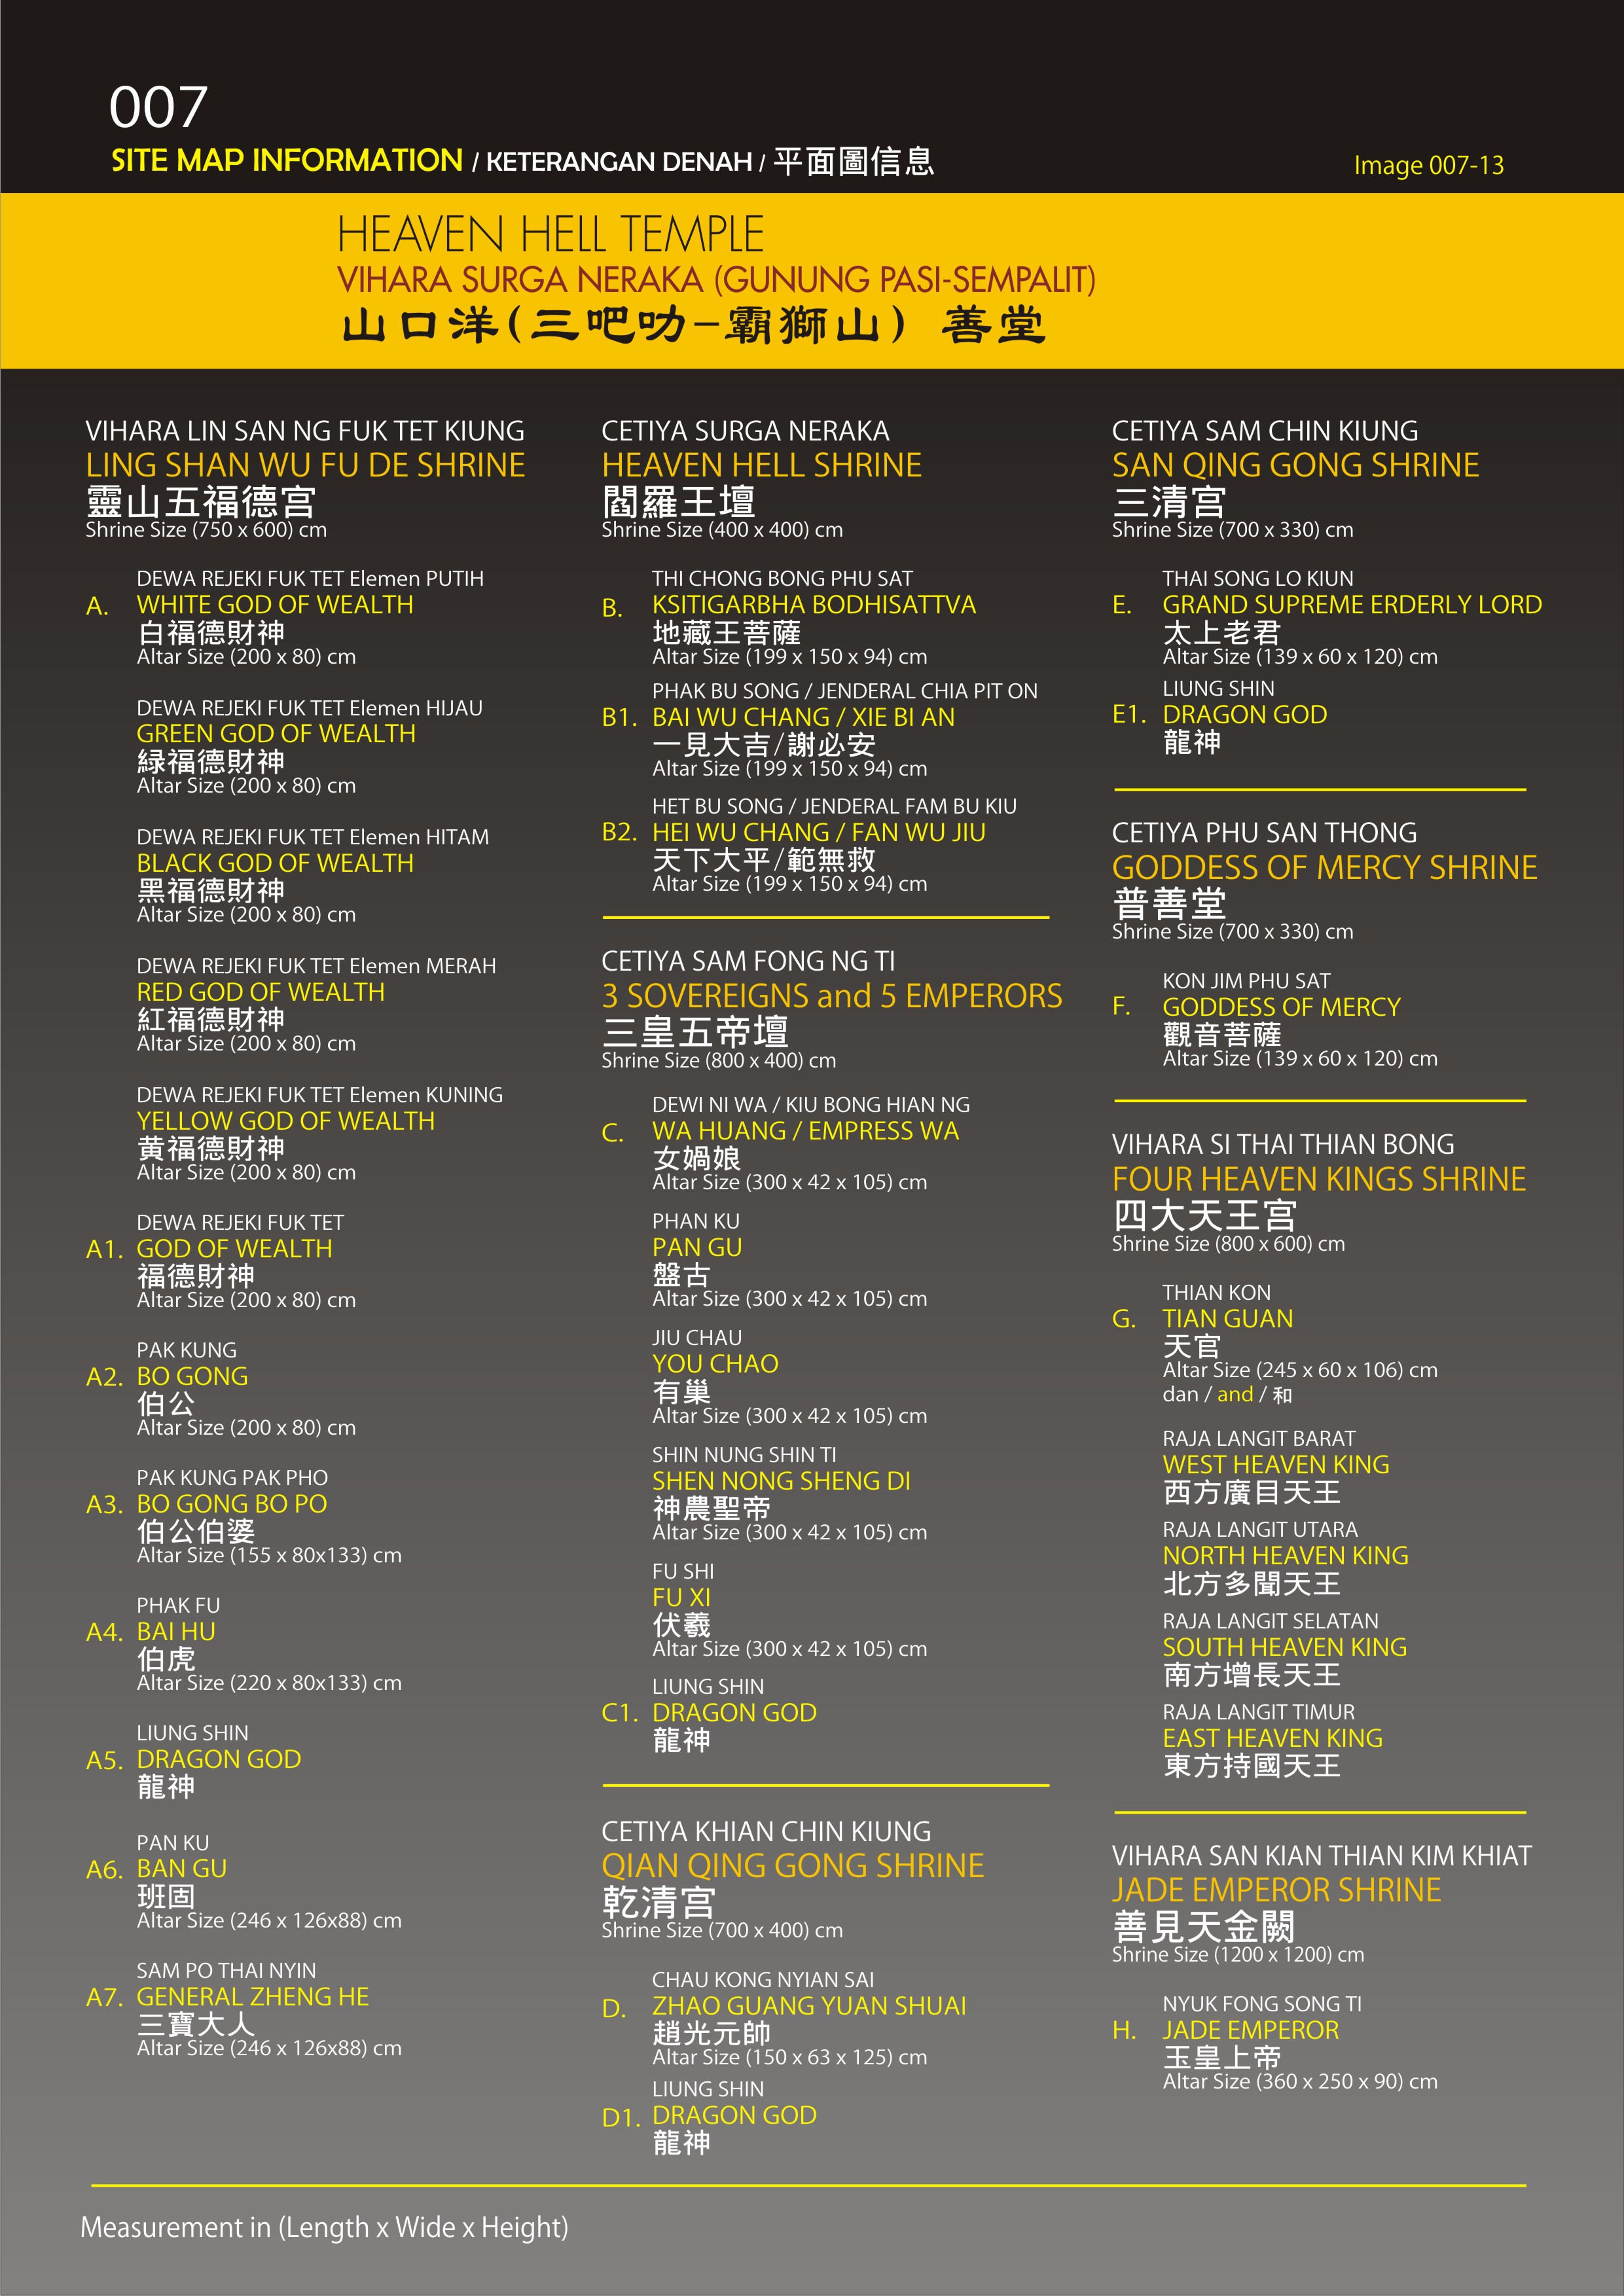 007
SITE MAP INFORMATION / KETERANGAN DENAH / 平面圖信息
Image 007-13
HEAVEN HELL TEMPLE
VIHARA SURGA NERAKA (GUNUNG PASI-SEMPALIT)
山口洋(三吧叻-霸獅山) 善堂
VIHARA LIN SAN NG FUK TET KIUNG
LING SHAN WU FU DE SHRINE
靈山五福德宫
Shrine Size (750 x 600) cm
DEWA REJEKI FUK TET Elemen PUTIH
A. WHITE GOD OF WEALTH
白福德財神
Altar Size (200 x 80) cm
DEWA REJEKI FUK TET Elemen HIJAU
GREEN GOD OF WEALTH
緑福德財神
Altar Size (200 x 80) cm
DEWA REJEKI FUK TET Elemen HITAM
BLACK GOD OF WEALTH
黑福德財神
Altar Size (200 x 80) cm
DEWA REJEKI FUK TET Elemen MERAH
RED GOD OF WEALTH
紅福德財神
Altar Size (200 x 80) cm
DEWA REJEKI FUK TET Elemen KUNING
YELLOW GOD OF WEALTH
黄福德財神
Altar Size (200 x 80) cm
DEWA REJEKI FUK TET
A1. GOD OF WEALTH
福德財神
Altar Size (200 x 80) cm
PAK KUNG
A2. BO GONG
伯公
Altar Size (200 x 80) cm
PAK KUNG PAK PHO
A3. BO GONG BO PO
伯公伯婆
Altar Size (155 x 80x133) cm
PHAK FU
A4. BAI HU
伯虎
Altar Size (220 x 80x133) cm
LIUNG SHIN
A5. DRAGON GOD
龍神
PAN KU
A6. BAN GU
班固
Altar Size (246 x 126x88) cm
SAM PO THAI NYIN
A7. GENERAL ZHENG HE
三寶大人
Altar Size (246 x 126x88) cm
CETIYA SURGA NERAKA
HEAVEN HELL SHRINE
閻羅王壇
Shrine Size (400 x 400) cm
THI CHONG BONG PHU SAT
B. KSITIGARBHA BODHISATTVA
地藏王菩薩
Altar Size (199 x 150 x 94) cm
PHAK BU SONG / JENDERAL CHIA PIT ON
B1. BAI WU CHANG / XIE BI AN
一見大吉/謝必安
Altar Size (199 x 150 x 94) cm
HET BU SONG / JENDERAL FAM BU KIU
B2. HEI WU CHANG / FAN WU JIU
天下大平/範無救
Altar Size (199 x 150 x 94) cm
CETIYA SAM FONG NG TI
3 SOVEREIGNS and 5 EMPERORS
三皇五帝壇
Shrine Size (800 x 400) cm
DEWI NI WA / KIU BONG HIAN NG
C. WA HUANG / EMPRESS WA
女媧娘
Altar Size (300 x 42 x 105) cm
PHAN KU
PAN GU
盤古
Altar Size (300 x 42 x 105) cm
JIU CHAU
YOU CHAO
有巢
Altar Size (300 x 42 x 105) cm
SHIN NUNG SHIN TI
SHEN NONG SHENG DI
神農聖帝
Altar Size (300 x 42 x 105) cm
FU SHI
FU XI
伏羲
Altar Size (300 x 42 x 105) cm
LIUNG SHIN
C1. DRAGON GOD
龍神
CETIYA KHIAN CHIN KIUNG
QIAN QING GONG SHRINE
乾清宫
Shrine Size (700 x 400) cm
CHAU KONG NYIAN SAI
D. ZHAO GUANG YUAN SHUAI
趙光元帥
Altar Size (150 x 63 x 125) cm
LIUNG SHIN
D1. DRAGON GOD
龍神
CETIYA SAM CHIN KIUNG
SAN QING GONG SHRINE
三清宫
Shrine Size (700 x 330) cm
THAI SONG LO KIUN
E. GRAND SUPREME ERDERLY LORD
太上老君
Altar Size (139 x 60 x 120) cm
LIUNG SHIN
E1. DRAGON GOD
龍神
CETIYA PHU SAN THONG
GODDESS OF MERCY SHRINE
普善堂
Shrine Size (700 x 330) cm
KON JIM PHU SAT
F. GODDESS OF MERCY
觀音菩薩
Altar Size (139 x 60 x 120) cm
VIHARA SI THAI THIAN BONG
FOUR HEAVEN KINGS SHRINE
四大天王宫
Shrine Size (800 x 600) cm
THIAN KON
G. TIAN GUAN
天官
Altar Size (245 x 60 x 106) cm
dan / and / 和
RAJA LANGIT BARAT
WEST HEAVEN KING
西方廣目天王
RAJA LANGIT UTARA
NORTH HEAVEN KING
北方多聞天王
RAJA LANGIT SELATAN
SOUTH HEAVEN KING
南方增長天王
RAJA LANGIT TIMUR
EAST HEAVEN KING
東方持國天王
VIHARA SAN KIAN THIAN KIM KHIAT
JADE EMPEROR SHRINE
善見天金闕
Shrine Size (1200 x 1200) cm
NYUK FONG SONG TI
H. JADE EMPEROR
玉皇上帝
Altar Size (360 x 250 x 90) cm
Measurement in (Length x Wide x Height)